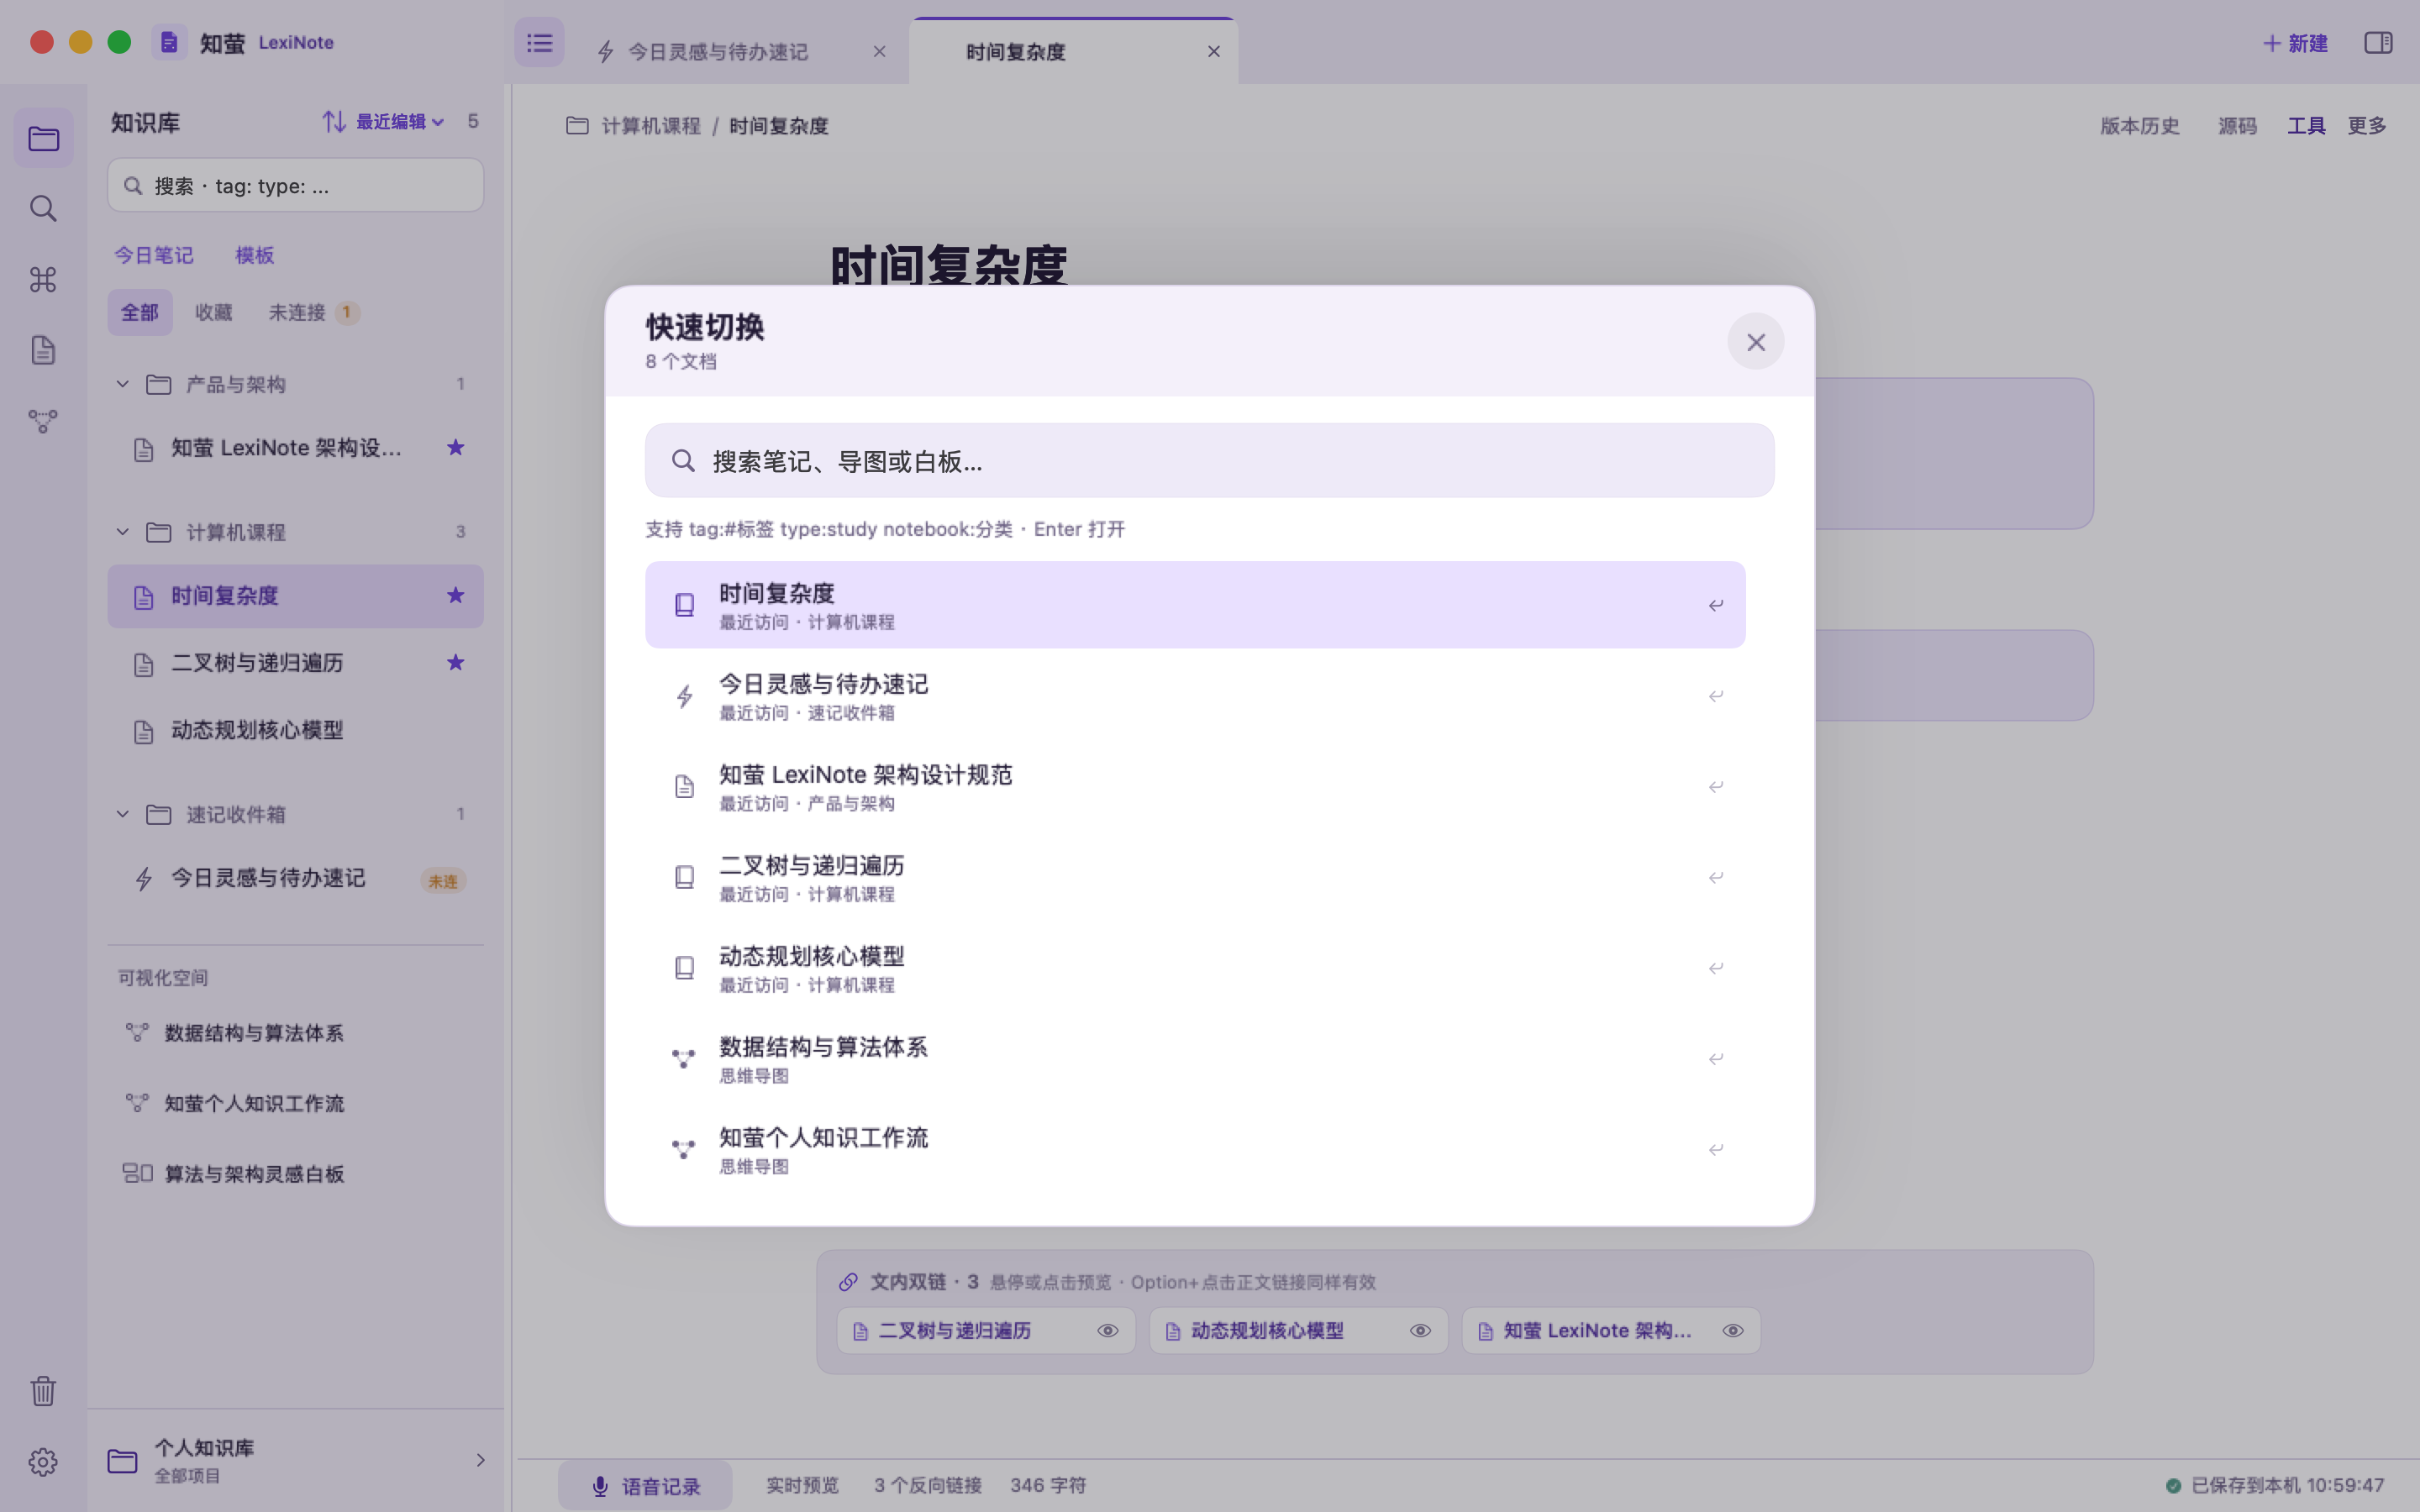 知萤 LexiNote
今日灵感与待办速记
时间复杂度
新建
知识库
最近编辑
5
搜索 · tag: type: ...
今日笔记
模板
全部
收藏
未连接 1
产品与架构 1
知萤 LexiNote 架构设...
计算机课程 3
时间复杂度
二叉树与递归遍历
动态规划核心模型
速记收件箱 1
今日灵感与待办速记 未连
可视化空间
数据结构与算法体系
知萤个人知识工作流
算法与架构灵感白板
个人知识库
全部项目
计算机课程 / 时间复杂度
版本历史
源码
工具
更多
时间复杂度
快速切换
8 个文档
搜索笔记、导图或白板...
支持 tag:#标签 type:study notebook:分类 · Enter 打开
时间复杂度
最近访问 · 计算机课程
今日灵感与待办速记
最近访问 · 速记收件箱
知萤 LexiNote 架构设计规范
最近访问 · 产品与架构
二叉树与递归遍历
最近访问 · 计算机课程
动态规划核心模型
最近访问 · 计算机课程
数据结构与算法体系
思维导图
知萤个人知识工作流
思维导图
文内双链 · 3 悬停或点击预览 · Option+点击正文链接同样有效
二叉树与递归遍历
动态规划核心模型
知萤 LexiNote 架构...
语音记录
实时预览
3 个反向链接
346 字符
已保存到本机 10:59:47